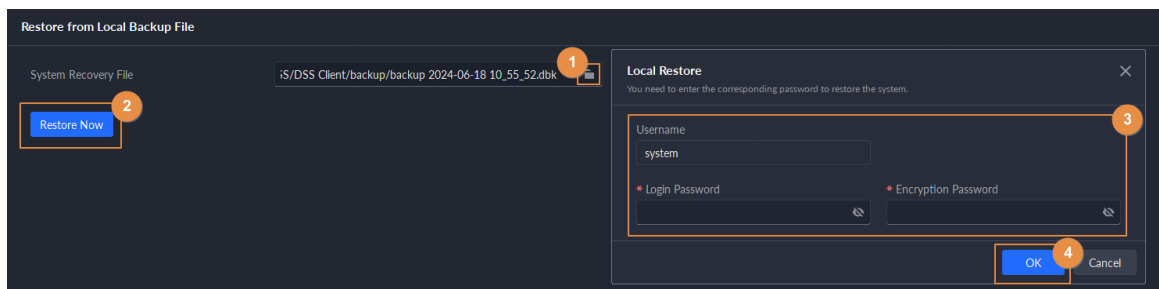 Restore from Local Backup File
System Recovery File
S/DSS Client/backup/backup 2024-06-18 10_55_52.dbk
1
2
Restore Now
Local Restore
You need to enter the corresponding password to restore the system.
3
Username
system
* Login Password
* Encryption Password
4
OK
Cancel